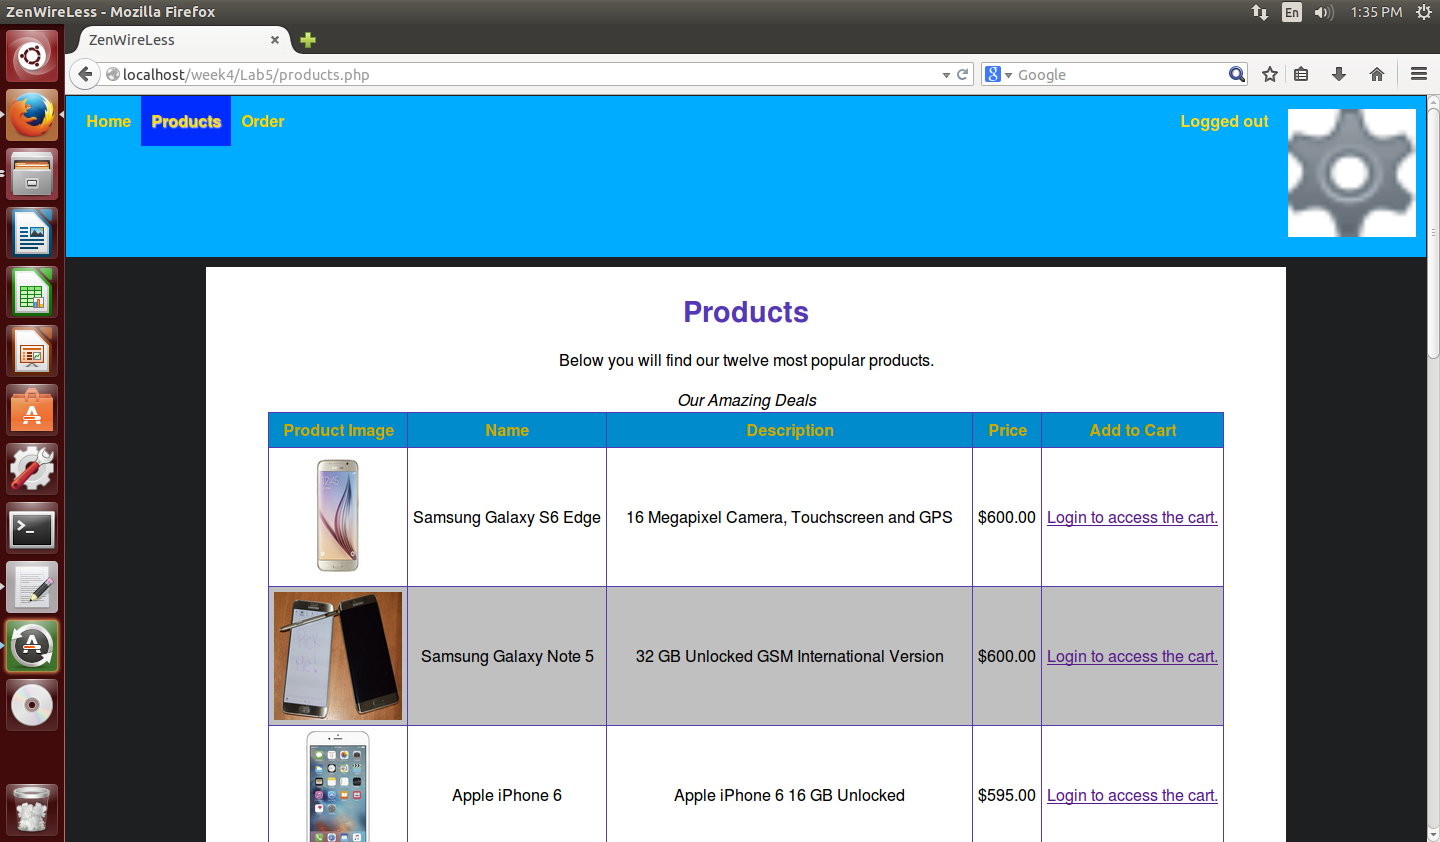 ZenWireLess - Mozilla Firefox
En
1:35 PM
ZenWireLess
localhost/week4/Lab5/products.php
Google
Home Products Order Logged out
Products
Below you will find our twelve most popular products.
Our Amazing Deals
Product Image Name Description Price Add to Cart
Samsung Galaxy S6 Edge 16 Megapixel Camera, Touchscreen and GPS $600.00 Login to access the cart.
Samsung Galaxy Note 5 32 GB Unlocked GSM International Version $600.00 Login to access the cart.
Apple iPhone 6 Apple iPhone 6 16 GB Unlocked $595.00 Login to access the cart.